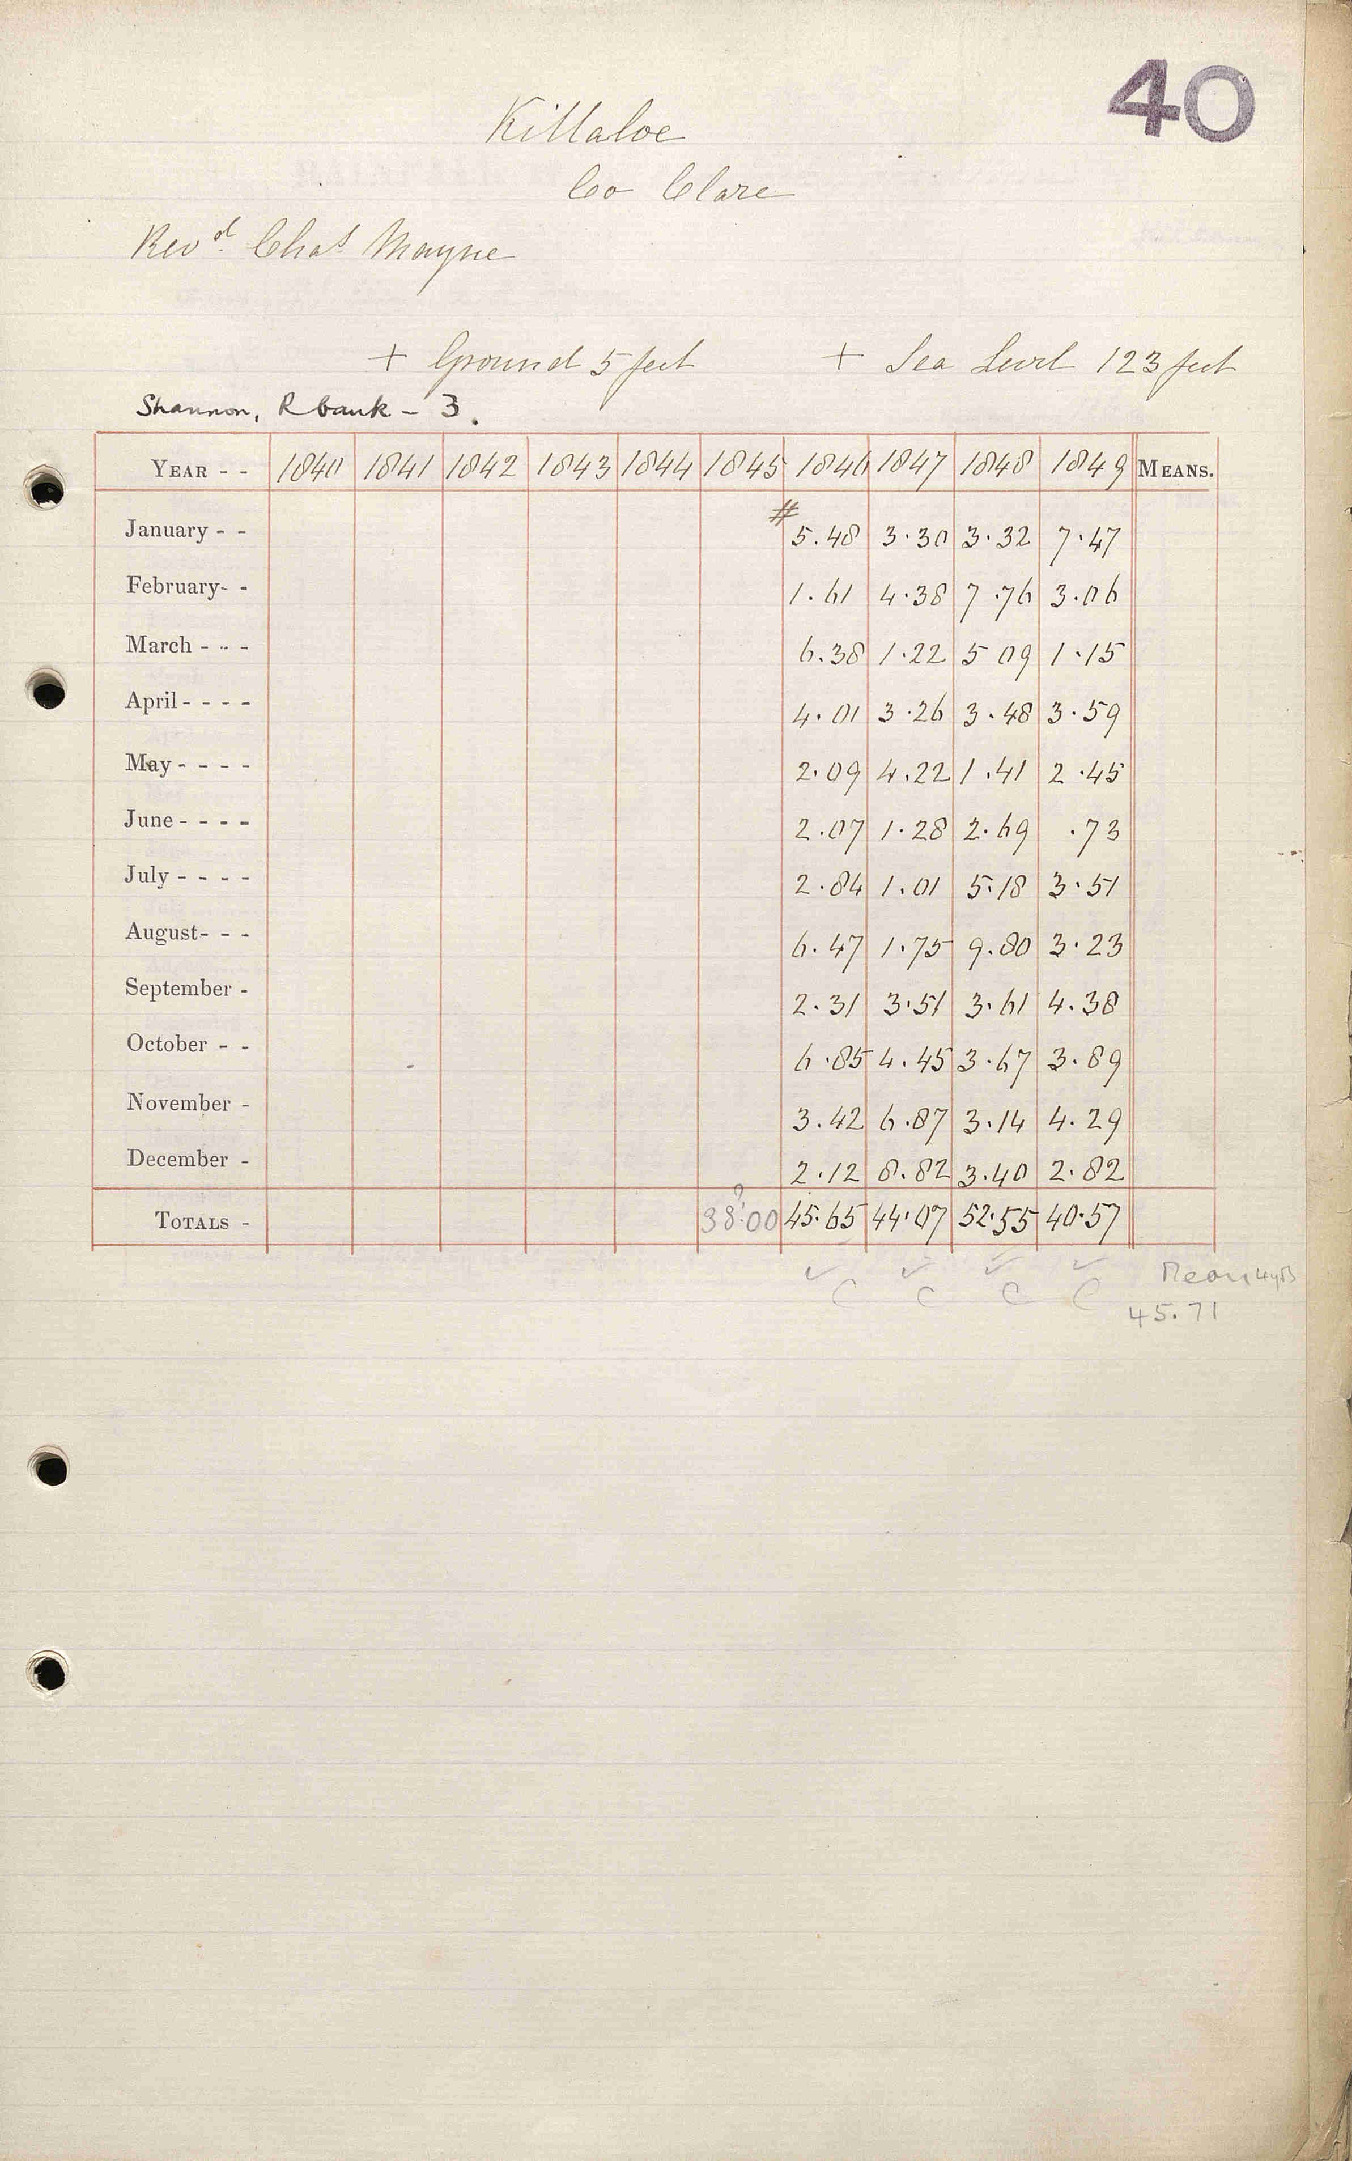 40
Killaloe
Co Clare
Revd. Chas Mayne
+ Ground 5 feet + Sea Level 123 feet
Shannon, R bank - 3.
YEAR - - 1840 1841 1842 1843 1844 1845 1846 1847 1848 1849 MEANS.
#
January - - 5.48 3.30 3.32 7.47
February- - 1.61 4.38 7.76 3.06
March - - - 6.38 1.22 5 09 1.15
April - - - - 4.01 3.26 3.48 3.59
May - - - - 2.09 4.22 1.41 2.45
June - - - - 2.07 1.28 2.69 .73
July - - - - 2.84 1.01 5.18 3.51
August- - - 6.47 1.75 9.80 3.23
September - 2.31 3.51 3.61 4.38
October - - 6.85 4.45 3.67 3.89
November - 3.42 6.87 3.14 4.29
December - 2.12 8.82 3.40 2.82
?
TOTALS - 38.00 45.65 44.07 52.55 40.57
✓ ✓ ✓ ✓ Mean 4yrs
C C C C 45.71